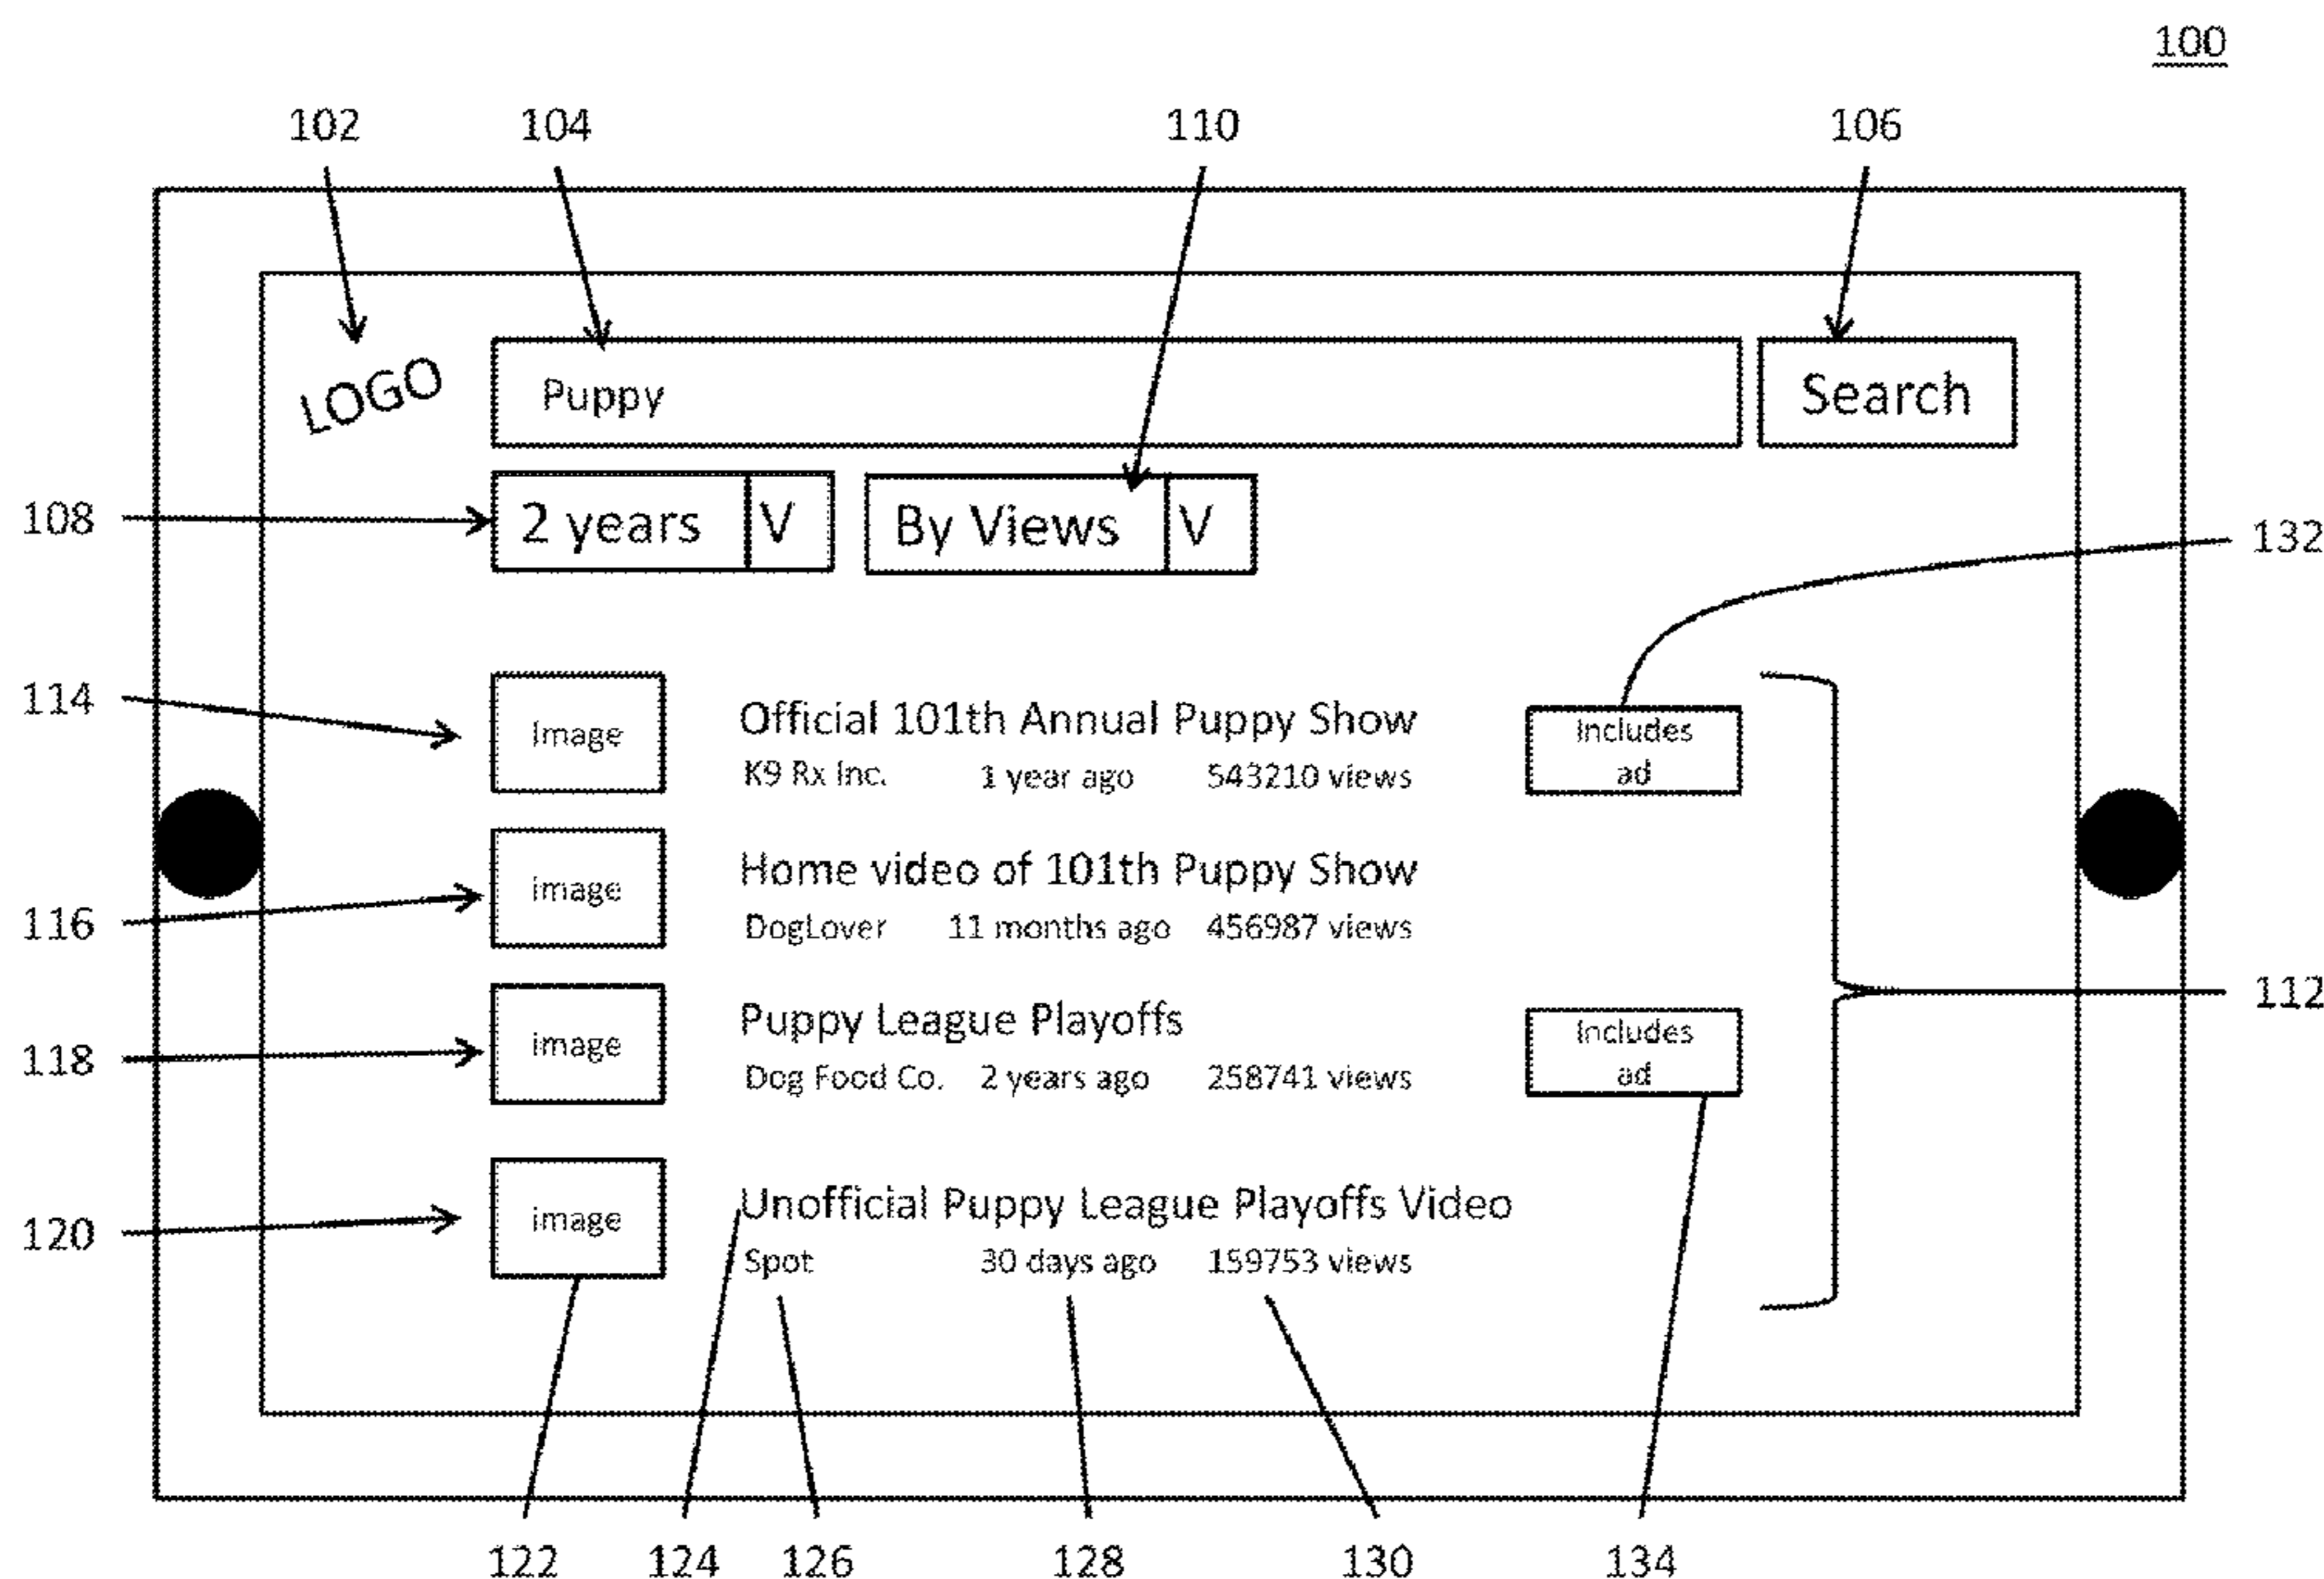 100
102
104
110
106
LOGO
Puppy
Search
108
2 years V
By Views V
132
114
Image
Official 101th Annual Puppy Show
K9 Rx Inc. 1 year ago 543210 views
Includes
ad
116
image
Home video of 101th Puppy Show
DogLover 11 months ago 456987 views
112
118
image
Puppy League Playoffs
Dog Food Co. 2 years ago 258741 views
Includes
ad
120
image
Unofficial Puppy League Playoffs Video
Spot 30 days ago 159753 views
122
124
126
128
130
134